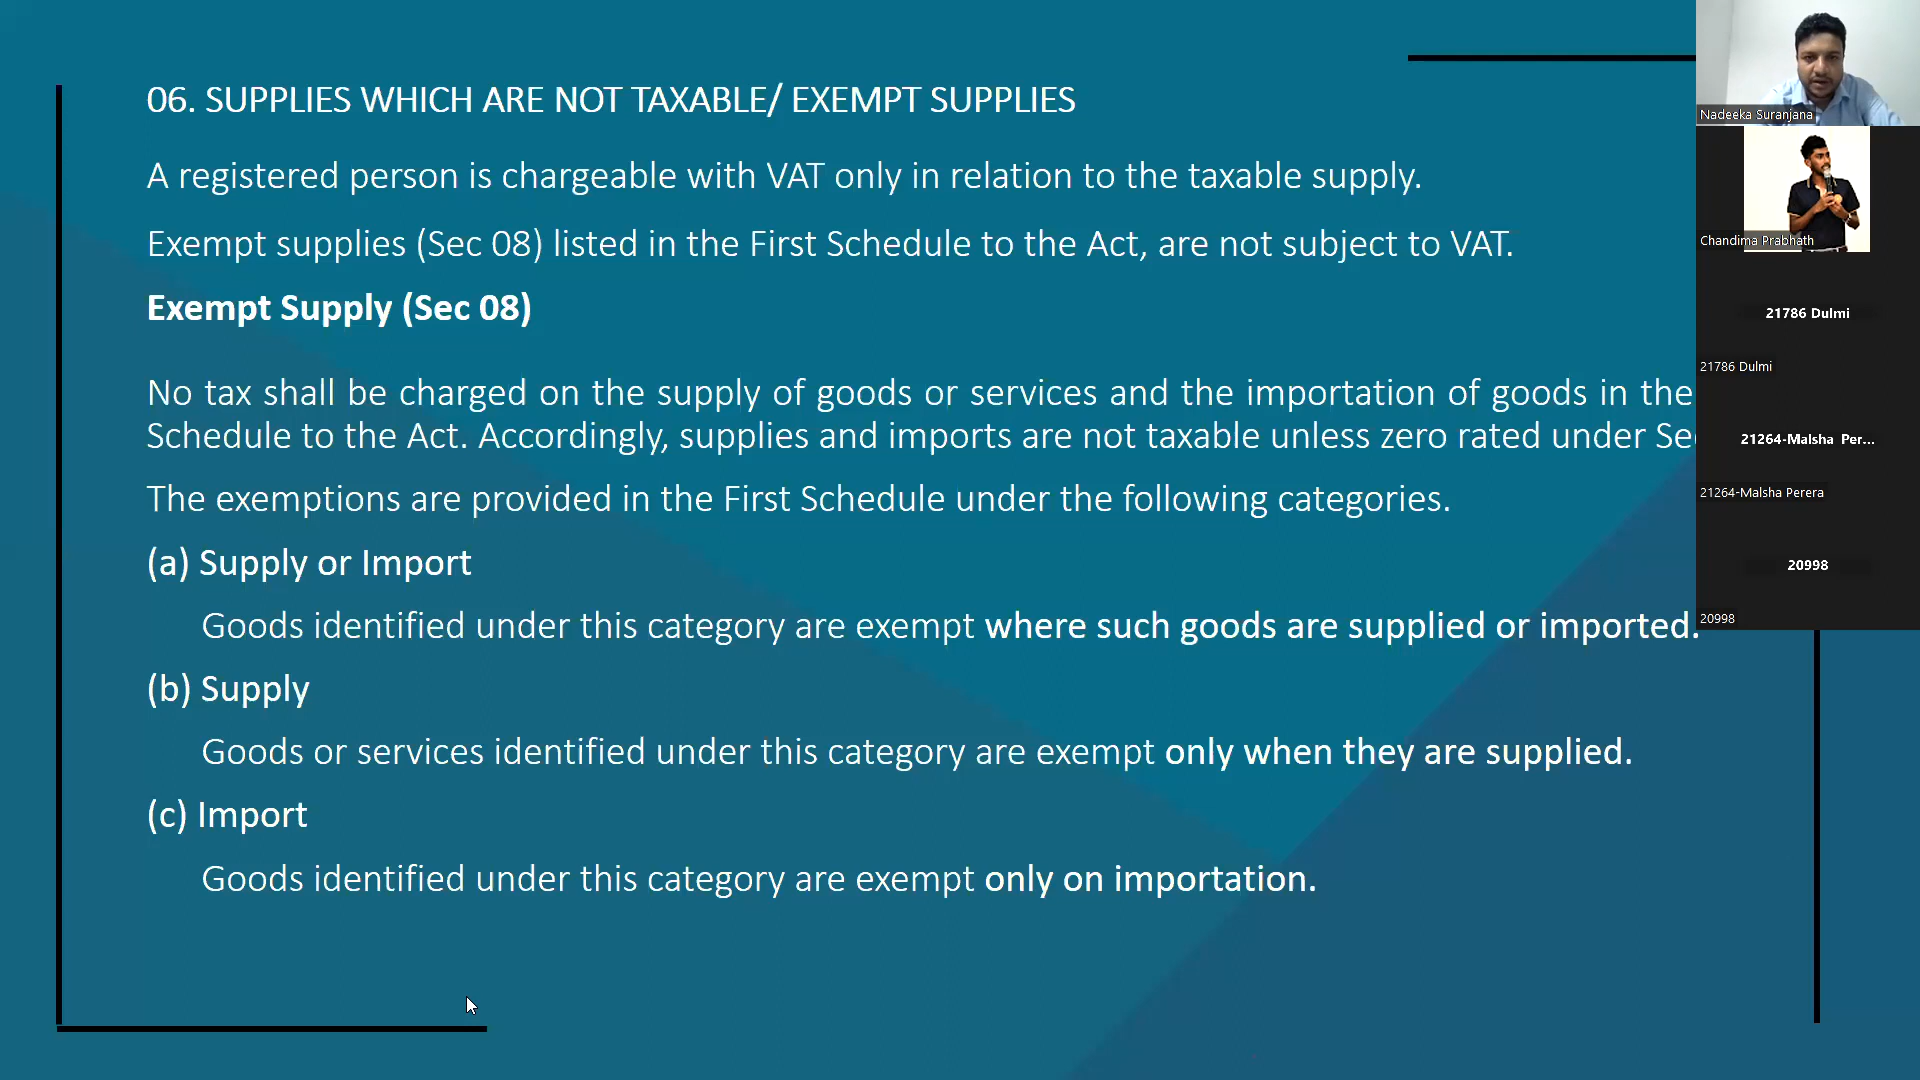 06. SUPPLIES WHICH ARE NOT TAXABLE/ EXEMPT SUPPLIES
A registered person is chargeable with VAT only in relation to the taxable supply.
Exempt supplies (Sec 08) listed in the First Schedule to the Act, are not subject to VAT.
Exempt Supply (Sec 08)
No tax shall be charged on the supply of goods or services and the importation of goods in the
Schedule to the Act. Accordingly, supplies and imports are not taxable unless zero rated under
The exemptions are provided in the First Schedule under the following categories.
(a) Supply or Import
Goods identified under this category are exempt where such goods are supplied or imported.
(b) Supply
Goods or services identified under this category are exempt only when they are supplied.
(c) Import
Goods identified under this category are exempt only on importation.
Nadeeka Suranjana
Chandima Prabhath
21786 Dulmi
21786 Dulmi
21264-Malsha Per...
21264-Malsha Perera
20998
20998